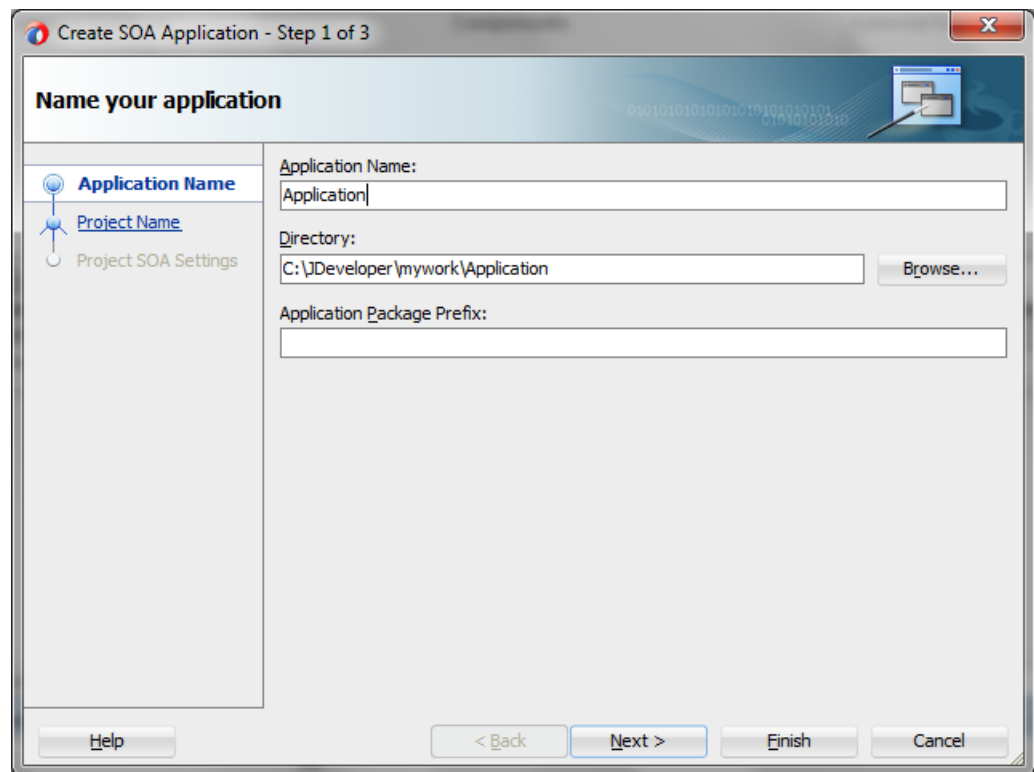 Create SOA Application - Step 1 of 3
Name your application
Application Name
Project Name
Project SOA Settings
Application Name:
Application
Directory:
C:\JDeveloper\mywork\Application
Browse...
Application Package Prefix:
Help
< Back
Next >
Finish
Cancel